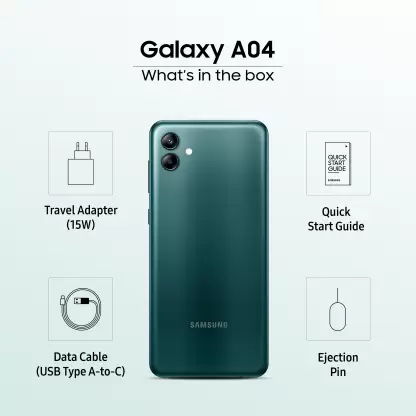 Galaxy A04
What's in the box
Travel Adapter
(15W)
QUICK
START
GUIDE
SAMSUNG
Quick
Start Guide
SAMSUNG
Data Cable
(USB Type A-to-C)
Ejection
Pin